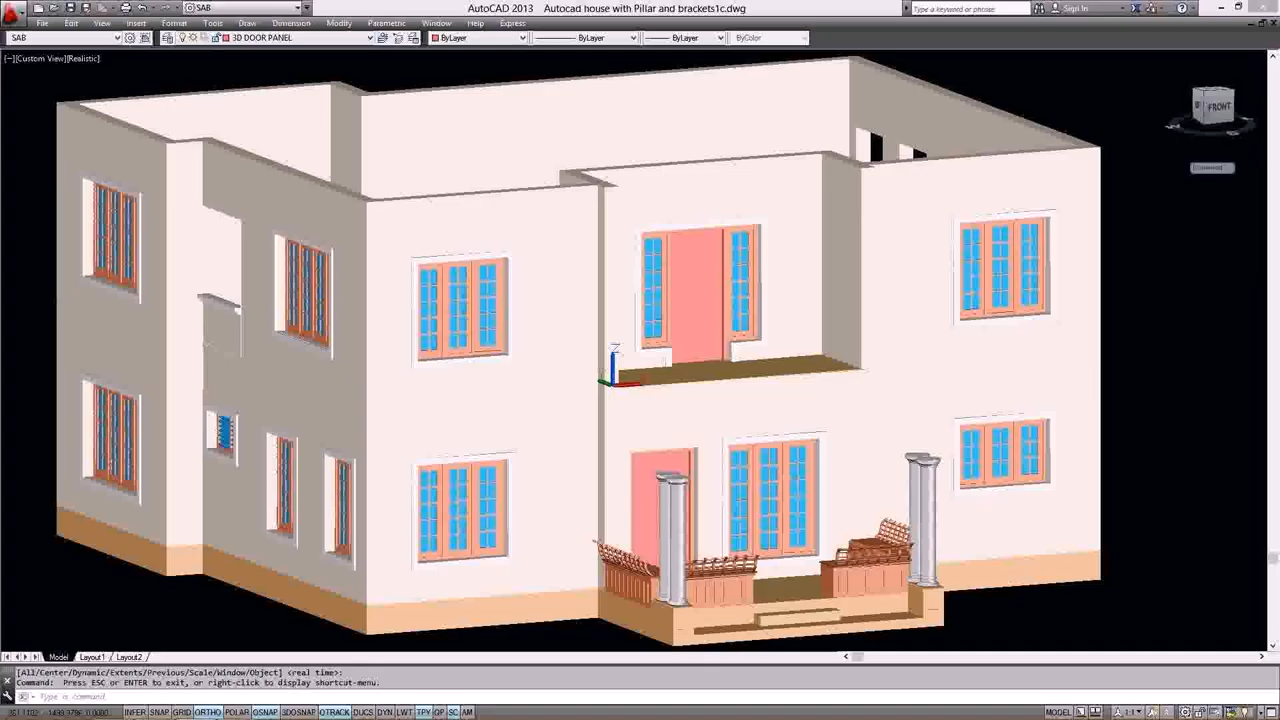 SAB
AutoCAD 2013 Autocad house with Pillar and brackets1c.dwg
Type a keyword or phrase
Sign In
File Edit View Insert Format Tools Draw Dimension Modify Parametric Window Help Express
SAB
3D DOOR PANEL
ByLayer
ByLayer
ByLayer
ByColor
[−][Custom View][Realistic]
FRONT
Z
Model Layout1 Layout2
[All/Center/Dynamic/Extents/Previous/Scale/Window/Object] <real time>:
Command: Press ESC or ENTER to exit, or right-click to display shortcut-menu.
Type a command
INFER SNAP GRID ORTHO POLAR OSNAP 3DOSNAP OTRACK DUCS DYN LWT TPY QP SC AM
MODEL
1:1